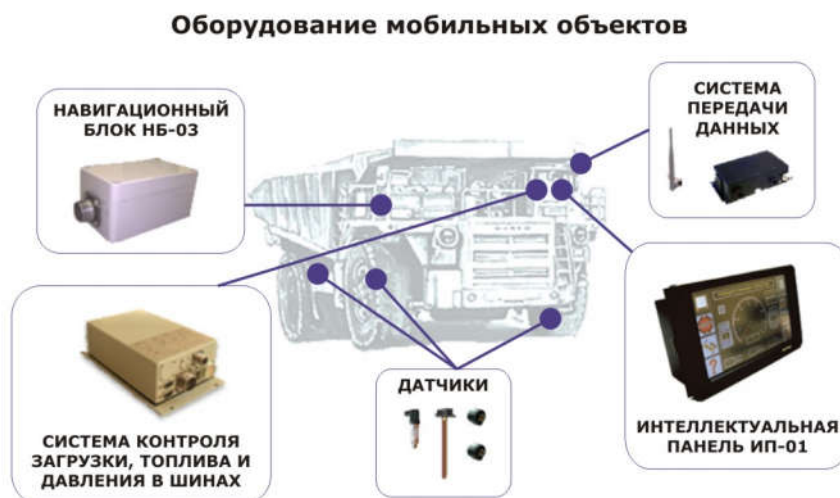 Оборудование мобильных объектов
НАВИГАЦИОННЫЙ
БЛОК НБ-03
СИСТЕМА
ПЕРЕДАЧИ
ДАННЫХ
СИСТЕМА КОНТРОЛЯ
ЗАГРУЗКИ, ТОПЛИВА И
ДАВЛЕНИЯ В ШИНАХ
ДАТЧИКИ
ИНТЕЛЛЕКТУАЛЬНАЯ
ПАНЕЛЬ ИП-01